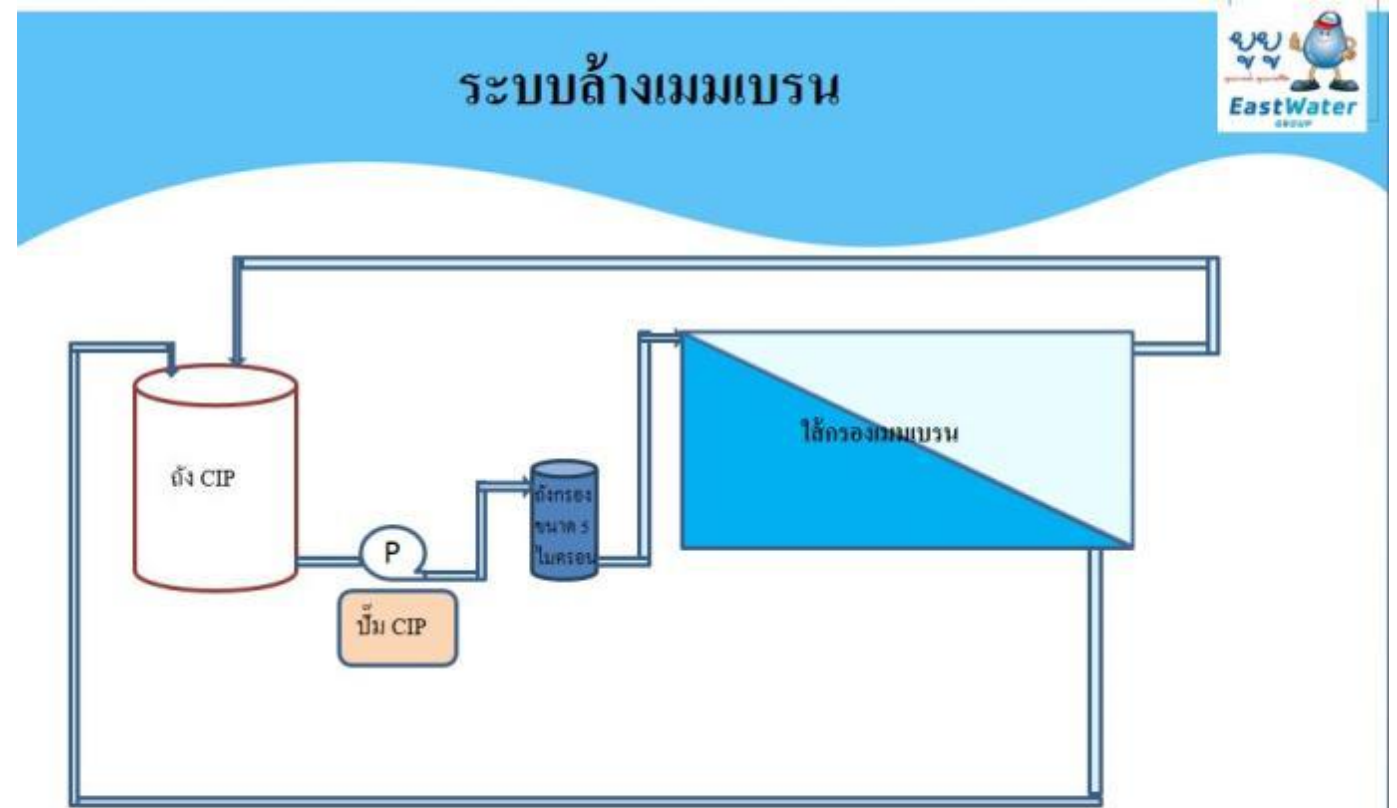 ระบบล้างเมมเบรน
EastWater
GROUP
ไส้กรองเมมเบรน
ถัง CIP
ถังกรอง
ขนาด 5
ไมครอน
P
ปั๊ม CIP